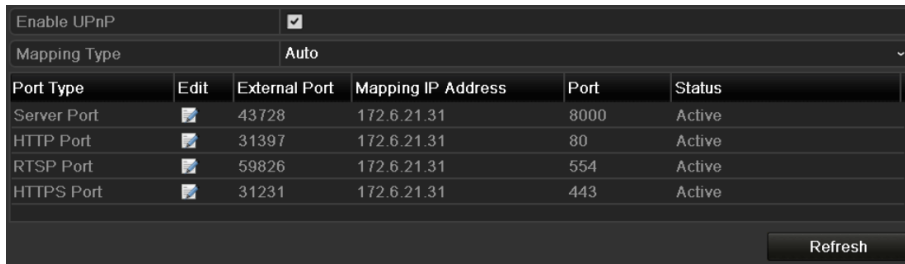 Enable UPnP
Mapping Type Auto
Port Type Edit External Port Mapping IP Address Port Status
Server Port 43728 172.6.21.31 8000 Active
HTTP Port 31397 172.6.21.31 80 Active
RTSP Port 59826 172.6.21.31 554 Active
HTTPS Port 31231 172.6.21.31 443 Active
Refresh